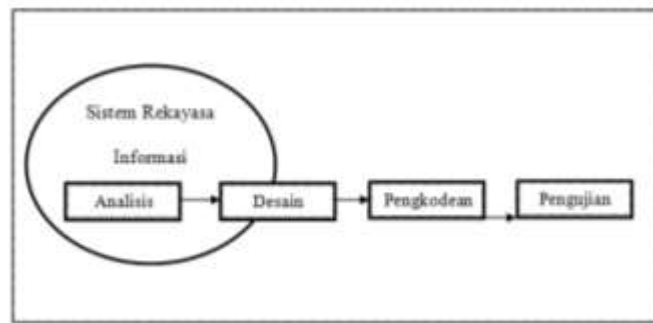 Sistem Rekayasa
Informasi
Analisis
Desain
Pengkodean
Pengujian